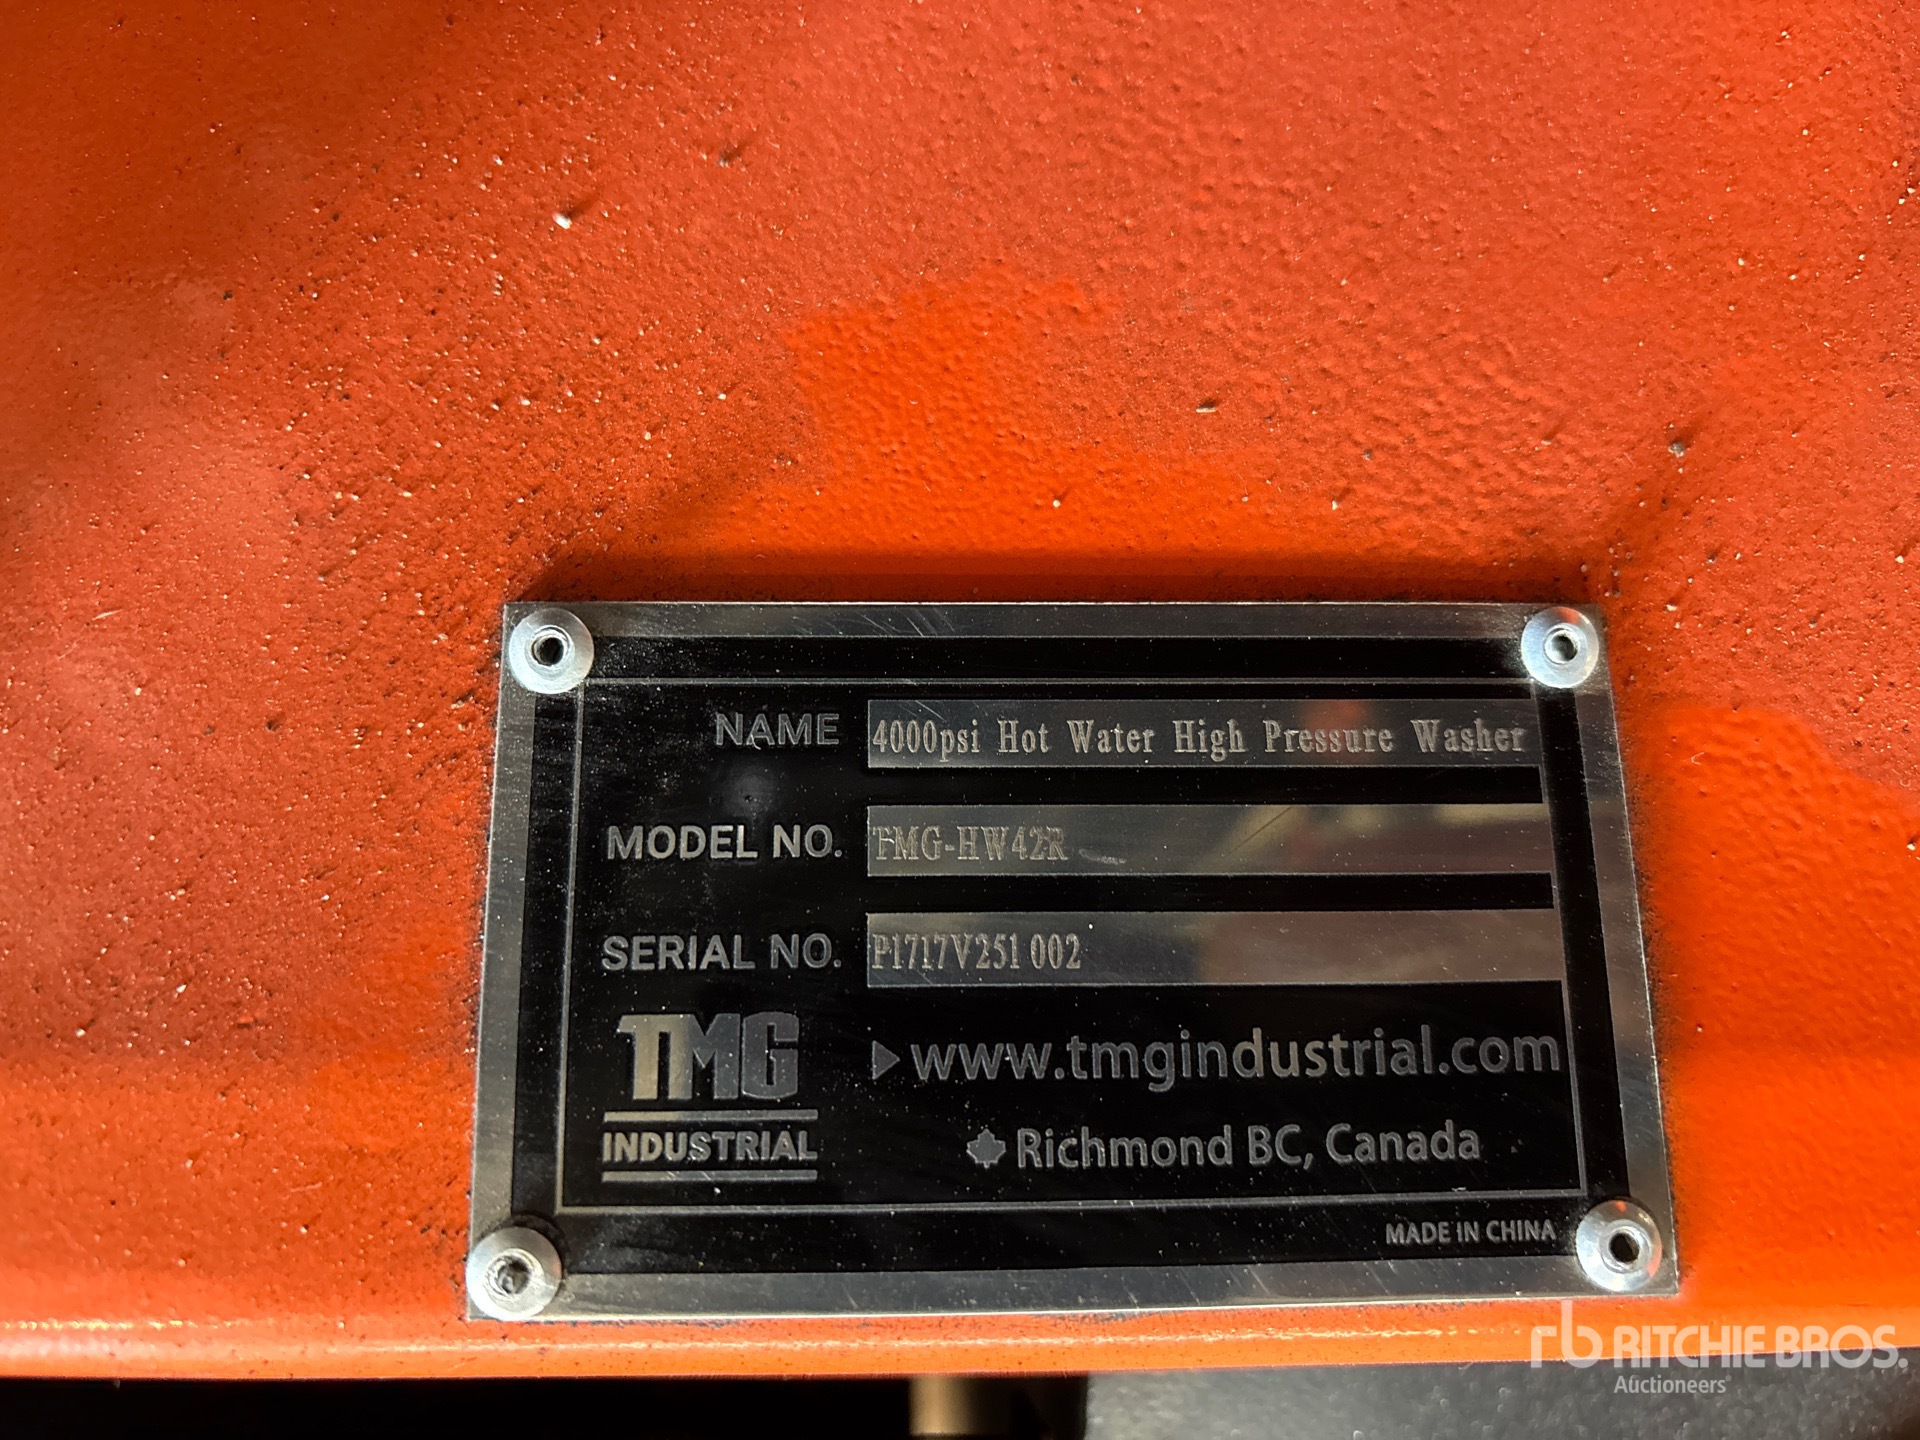 NAME 4000psi Hot Water High Pressure Washer
MODEL NO. TMG-HW42R
SERIAL NO. P1717V251 002
TMG
INDUSTRIAL
www.tmgindustrial.com
Richmond BC, Canada
MADE IN CHINA
rb RITCHIE BROS.
Auctioneers